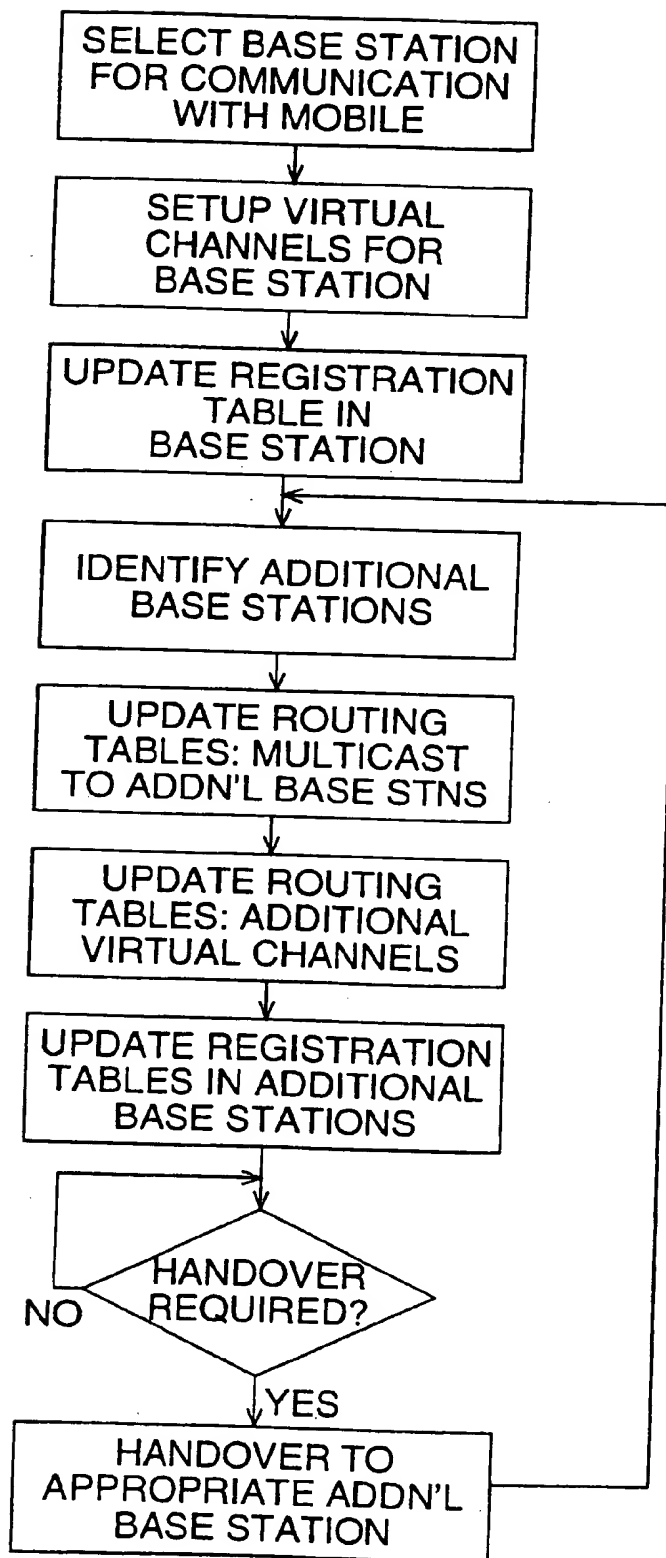 SELECT BASE STATION
FOR COMMUNICATION
WITH MOBILE
SETUP VIRTUAL
CHANNELS FOR
BASE STATION
UPDATE REGISTRATION
TABLE IN
BASE STATION
IDENTIFY ADDITIONAL
BASE STATIONS
UPDATE ROUTING
TABLES: MULTICAST
TO ADDN'L BASE STNS
UPDATE ROUTING
TABLES: ADDITIONAL
VIRTUAL CHANNELS
UPDATE REGISTRATION
TABLES IN ADDITIONAL
BASE STATIONS
HANDOVER
REQUIRED?
NO
YES
HANDOVER TO
APPROPRIATE ADDN'L
BASE STATION